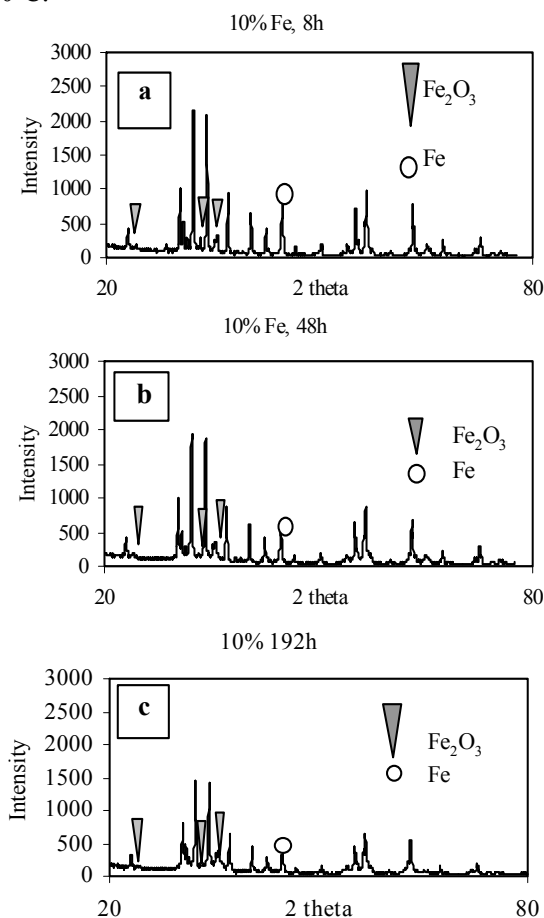 10% Fe, 8h
3000
2500
2000
1500
1000
500
0
Intensity
a
Fe₂O₃
Fe
20 2 theta 80
10% Fe, 48h
3000
2500
2000
1500
1000
500
0
Intensity
b
Fe₂O₃
Fe
20 2 theta 80
10% 192h
3000
2500
2000
1500
1000
500
0
Intensity
c
Fe₂O₃
Fe
20 2 theta 80